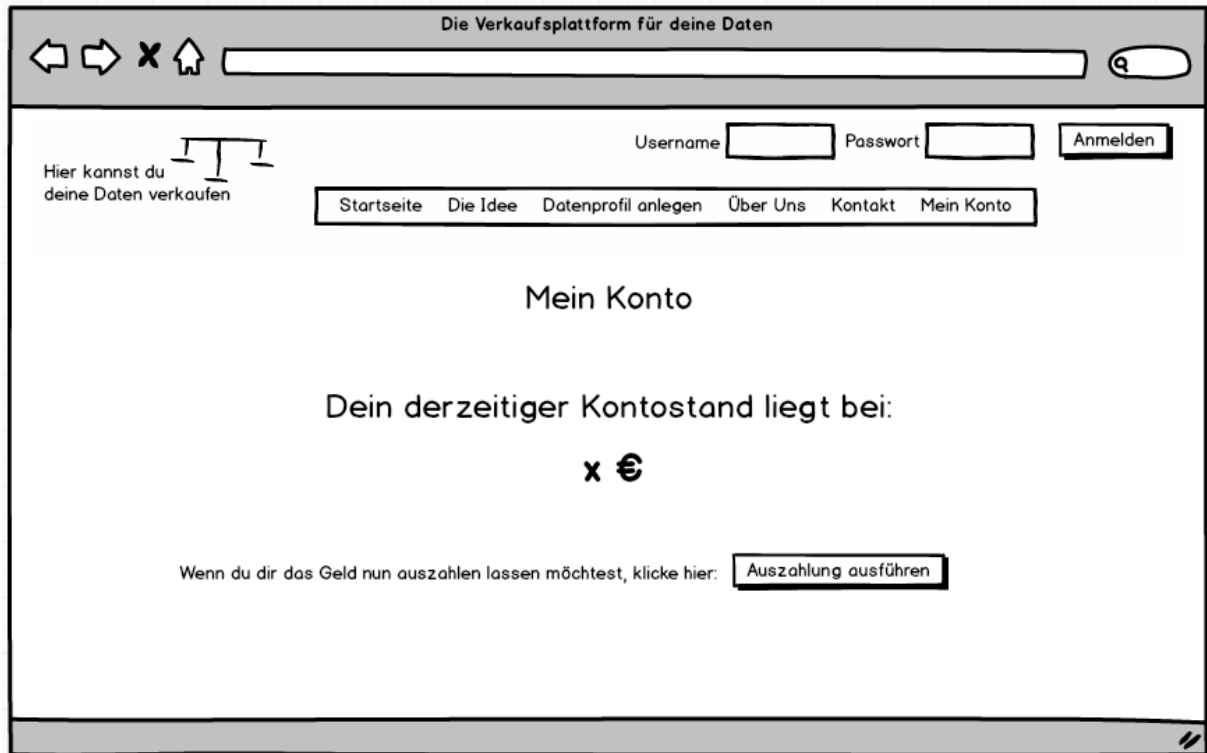 Die Verkaufsplattform für deine Daten
Username Passwort Anmelden
Hier kannst du
deine Daten verkaufen
Startseite Die Idee Datenprofil anlegen Über Uns Kontakt Mein Konto
Mein Konto
Dein derzeitiger Kontostand liegt bei:
x €
Wenn du dir das Geld nun auszahlen lassen möchtest, klicke hier: Auszahlung ausführen